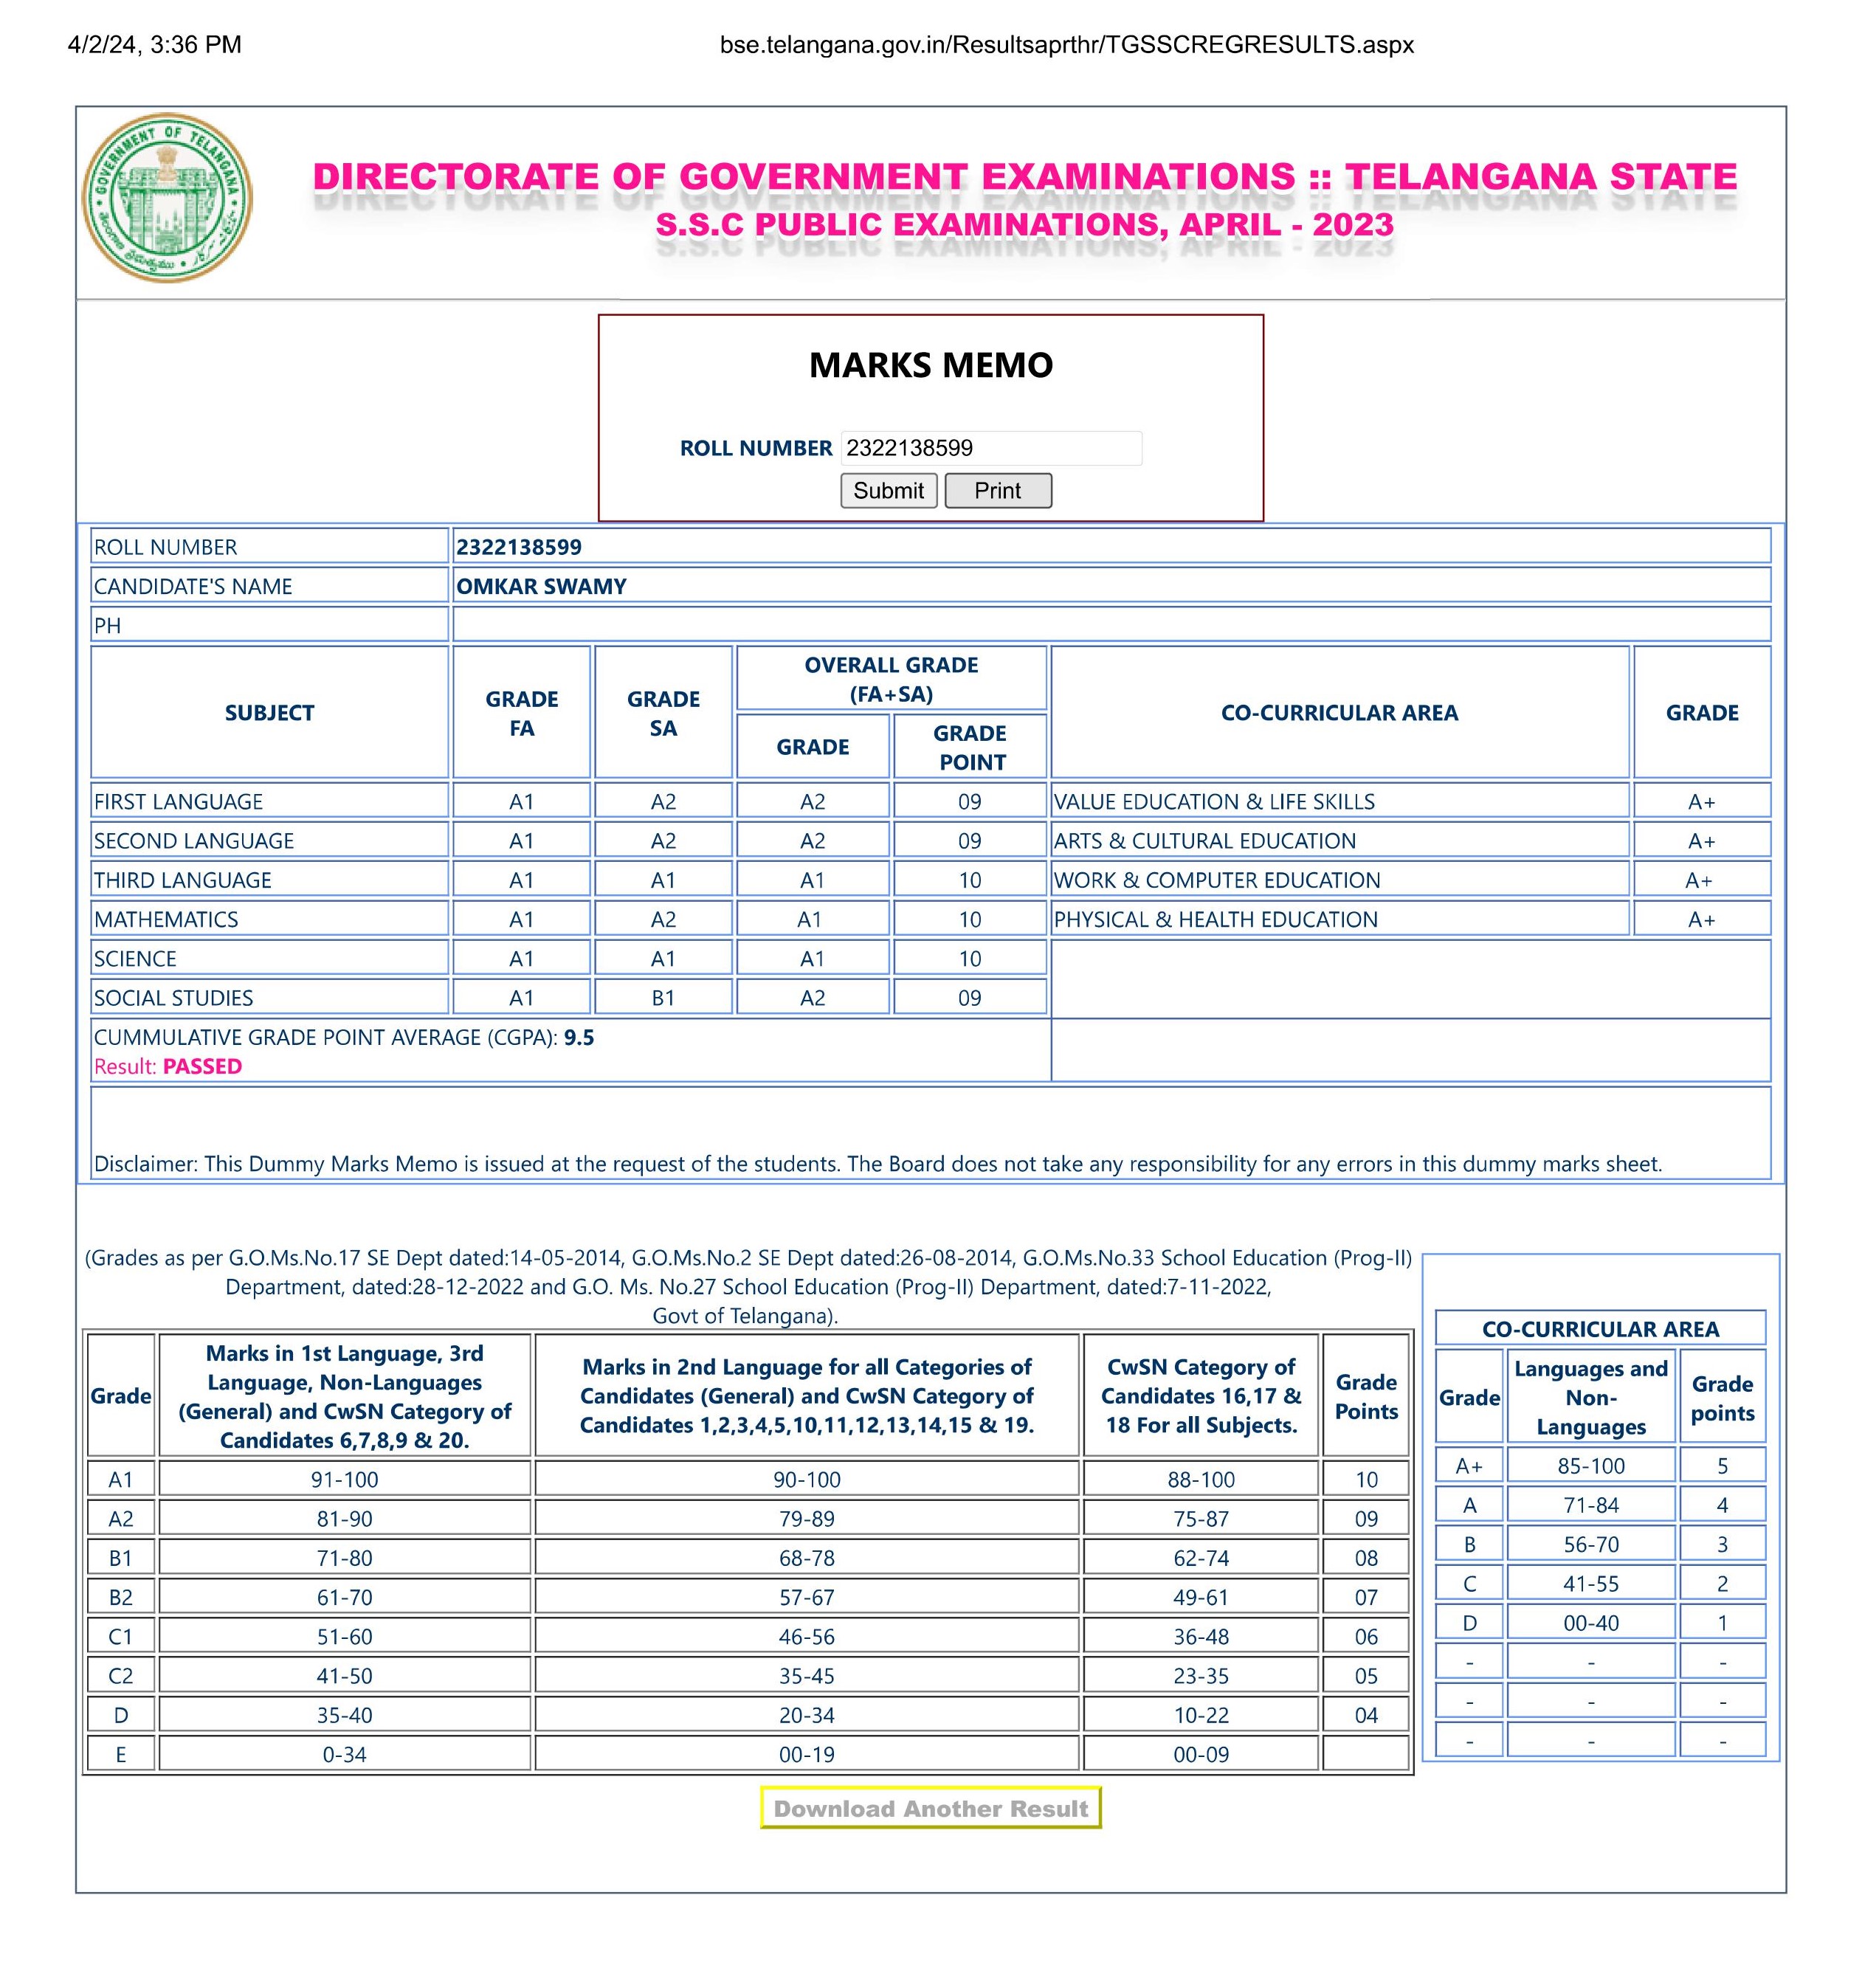 4/2/24, 3:36 PM bse.telangana.gov.in/Resultsaprthr/TGSSCREGRESULTS.aspx
GOVERNMENT OF TELANGANA
DIRECTORATE OF GOVERNMENT EXAMINATIONS :: TELANGANA STATE
S.S.C PUBLIC EXAMINATIONS, APRIL - 2023
MARKS MEMO
ROLL NUMBER 2322138599
Submit Print
ROLL NUMBER 2322138599
CANDIDATE'S NAME OMKAR SWAMY
PH
SUBJECT GRADE FA GRADE SA OVERALL GRADE (FA+SA) CO-CURRICULAR AREA GRADE
GRADE GRADE POINT
FIRST LANGUAGE A1 A2 A2 09 VALUE EDUCATION & LIFE SKILLS A+
SECOND LANGUAGE A1 A2 A2 09 ARTS & CULTURAL EDUCATION A+
THIRD LANGUAGE A1 A1 A1 10 WORK & COMPUTER EDUCATION A+
MATHEMATICS A1 A2 A1 10 PHYSICAL & HEALTH EDUCATION A+
SCIENCE A1 A1 A1 10
SOCIAL STUDIES A1 B1 A2 09
CUMMULATIVE GRADE POINT AVERAGE (CGPA): 9.5
Result: PASSED
Disclaimer: This Dummy Marks Memo is issued at the request of the students. The Board does not take any responsibility for any errors in this dummy marks sheet.
(Grades as per G.O.Ms.No.17 SE Dept dated:14-05-2014, G.O.Ms.No.2 SE Dept dated:26-08-2014, G.O.Ms.No.33 School Education (Prog-II)
Department, dated:28-12-2022 and G.O. Ms. No.27 School Education (Prog-II) Department, dated:7-11-2022,
Govt of Telangana).
Grade Marks in 1st Language, 3rd Language, Non-Languages (General) and CwSN Category of Candidates 6,7,8,9 & 20. Marks in 2nd Language for all Categories of Candidates (General) and CwSN Category of Candidates 1,2,3,4,5,10,11,12,13,14,15 & 19. CwSN Category of Candidates 16,17 & 18 For all Subjects. Grade Points
A1 91-100 90-100 88-100 10
A2 81-90 79-89 75-87 09
B1 71-80 68-78 62-74 08
B2 61-70 57-67 49-61 07
C1 51-60 46-56 36-48 06
C2 41-50 35-45 23-35 05
D 35-40 20-34 10-22 04
E 0-34 00-19 00-09
CO-CURRICULAR AREA
Grade Languages and Non-Languages Grade points
A+ 85-100 5
A 71-84 4
B 56-70 3
C 41-55 2
D 00-40 1
- - -
- - -
- - -
Download Another Result